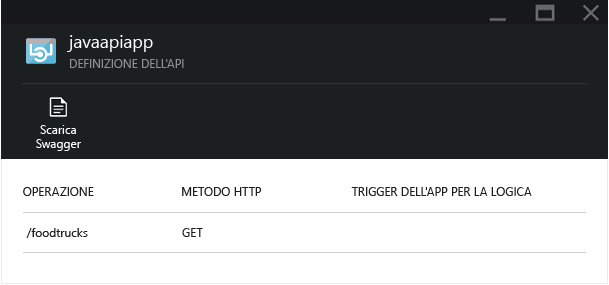 javaapiapp
DEFINIZIONE DELL'API
Scarica
Swagger
OPERAZIONE METODO HTTP TRIGGER DELL'APP PER LA LOGICA
/foodtrucks GET